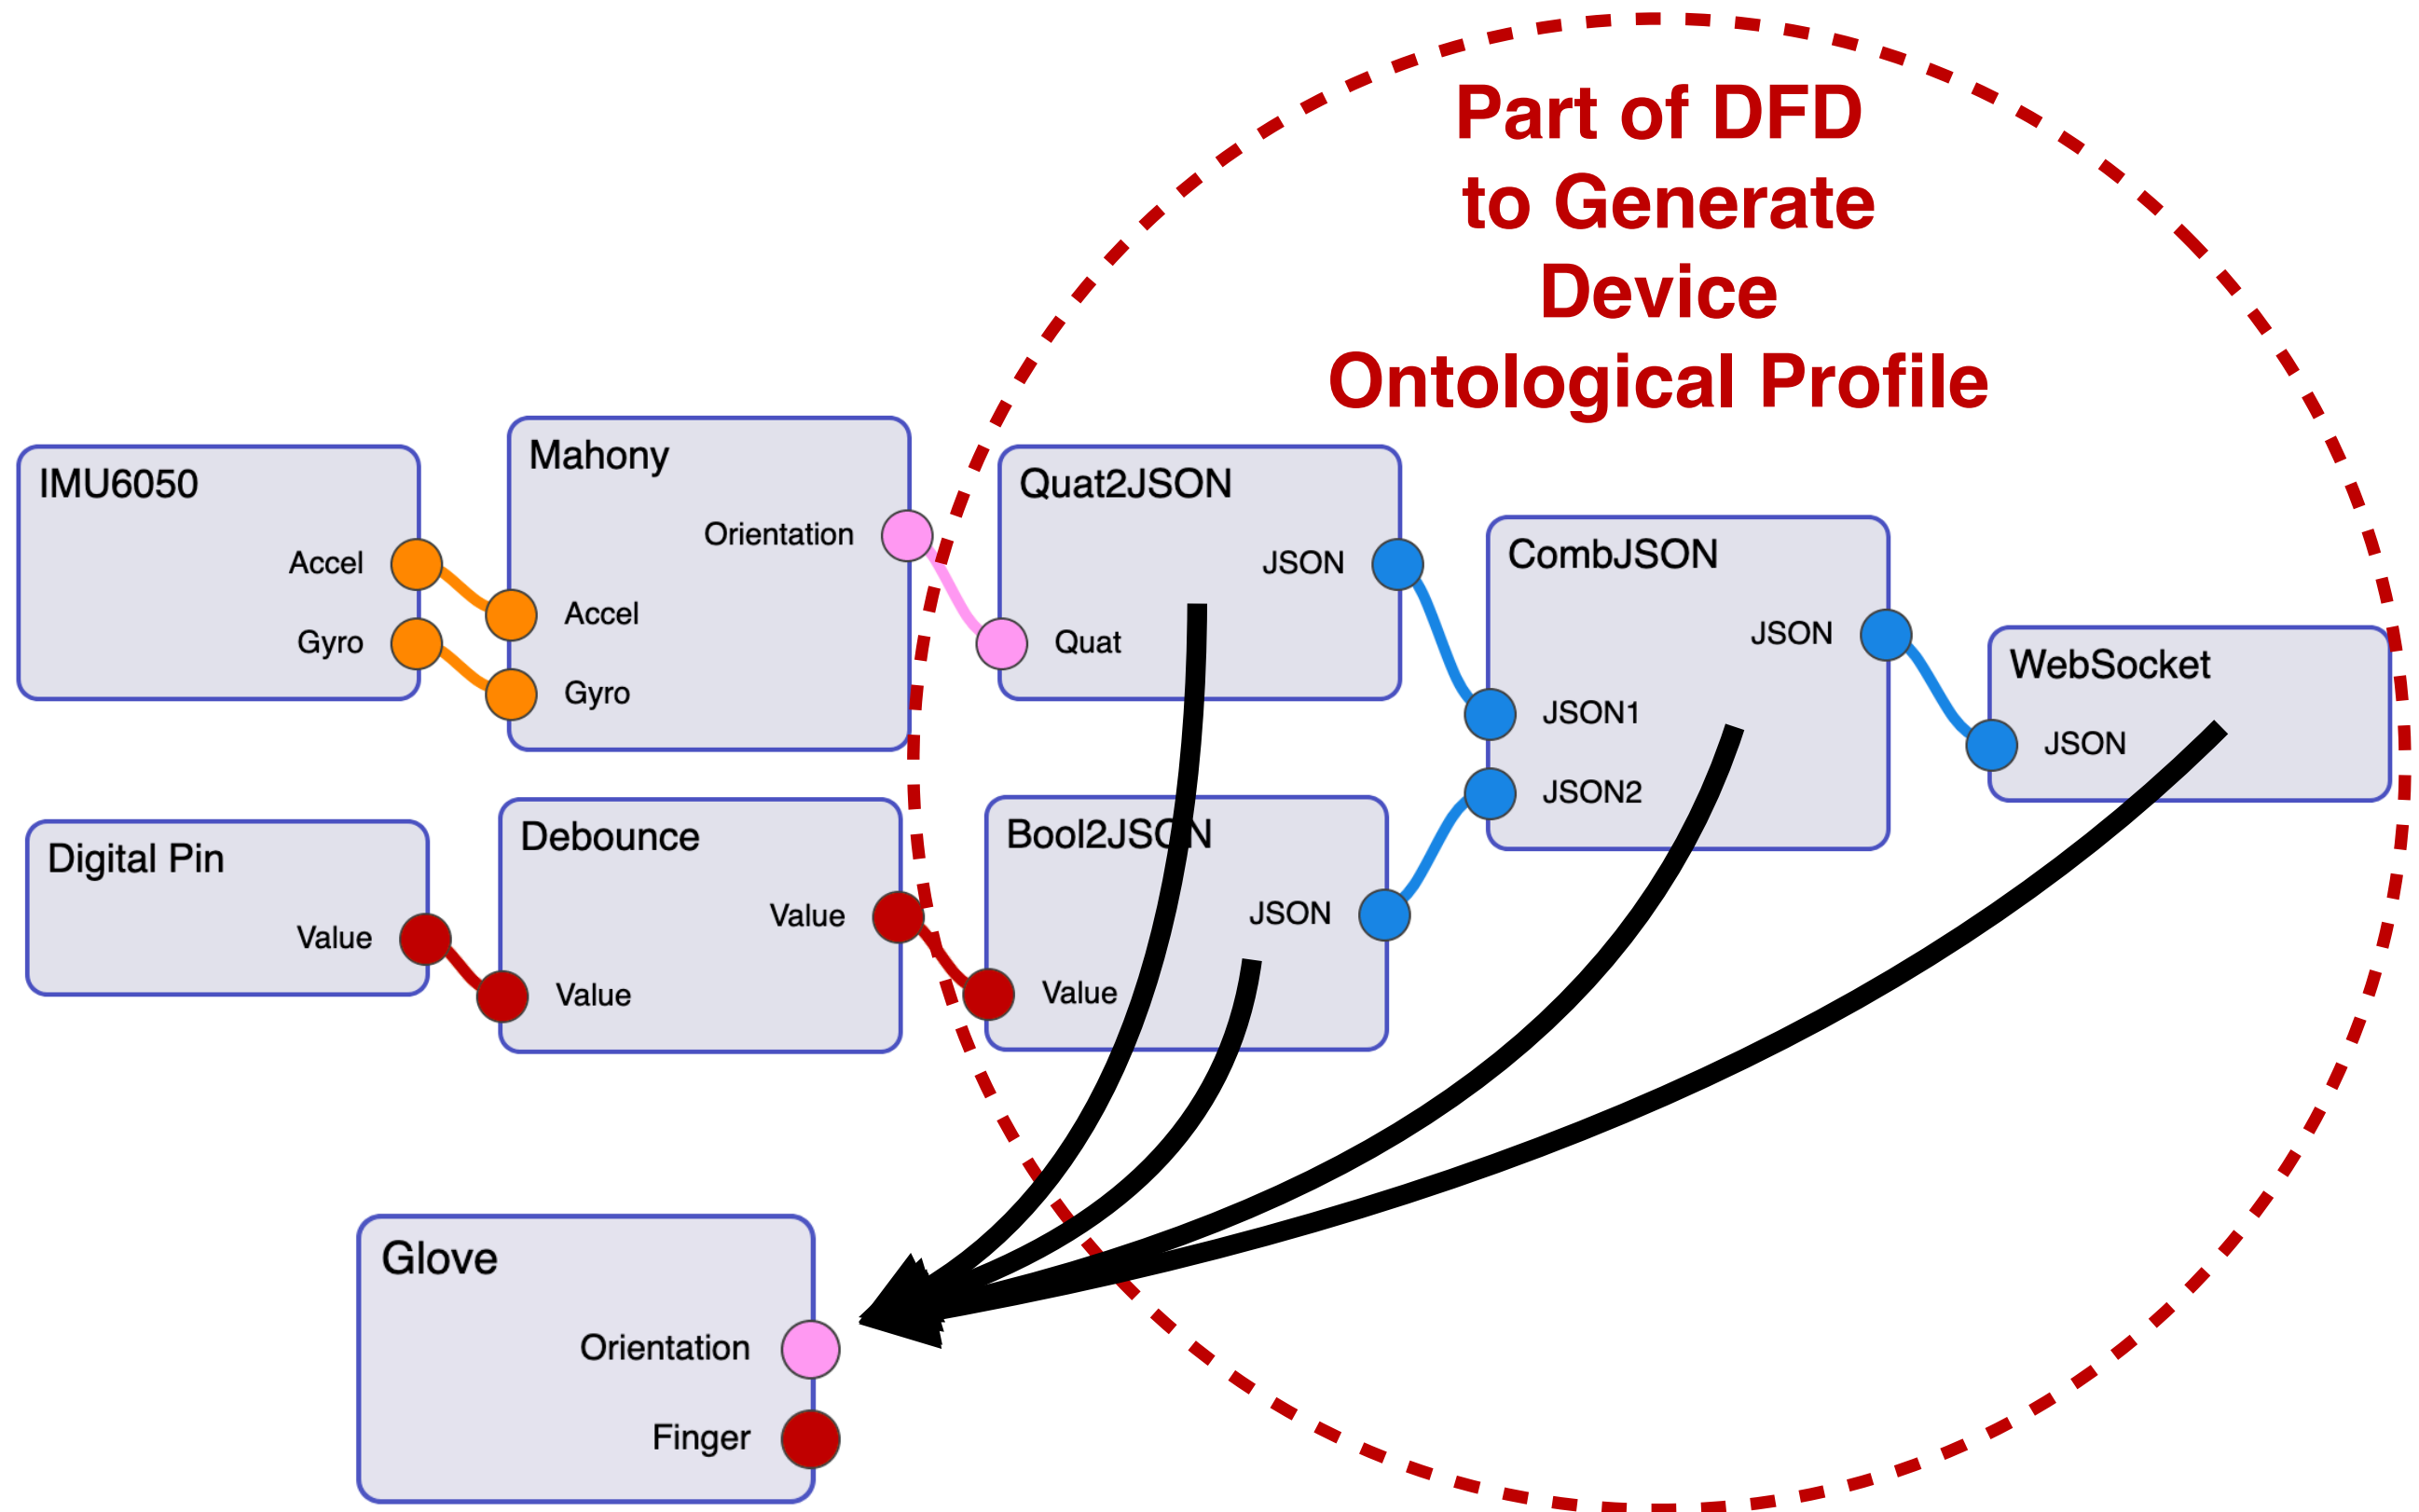 Part of DFD
to Generate
Device
Ontological Profile
IMU6050
Accel
Gyro
Mahony
Orientation
Accel
Gyro
Quat2JSON
JSON
Quat
CombJSON
JSON
JSON1
JSON2
WebSocket
JSON
Digital Pin
Value
Debounce
Value
Value
Bool2JSON
JSON
Value
Glove
Orientation
Finger